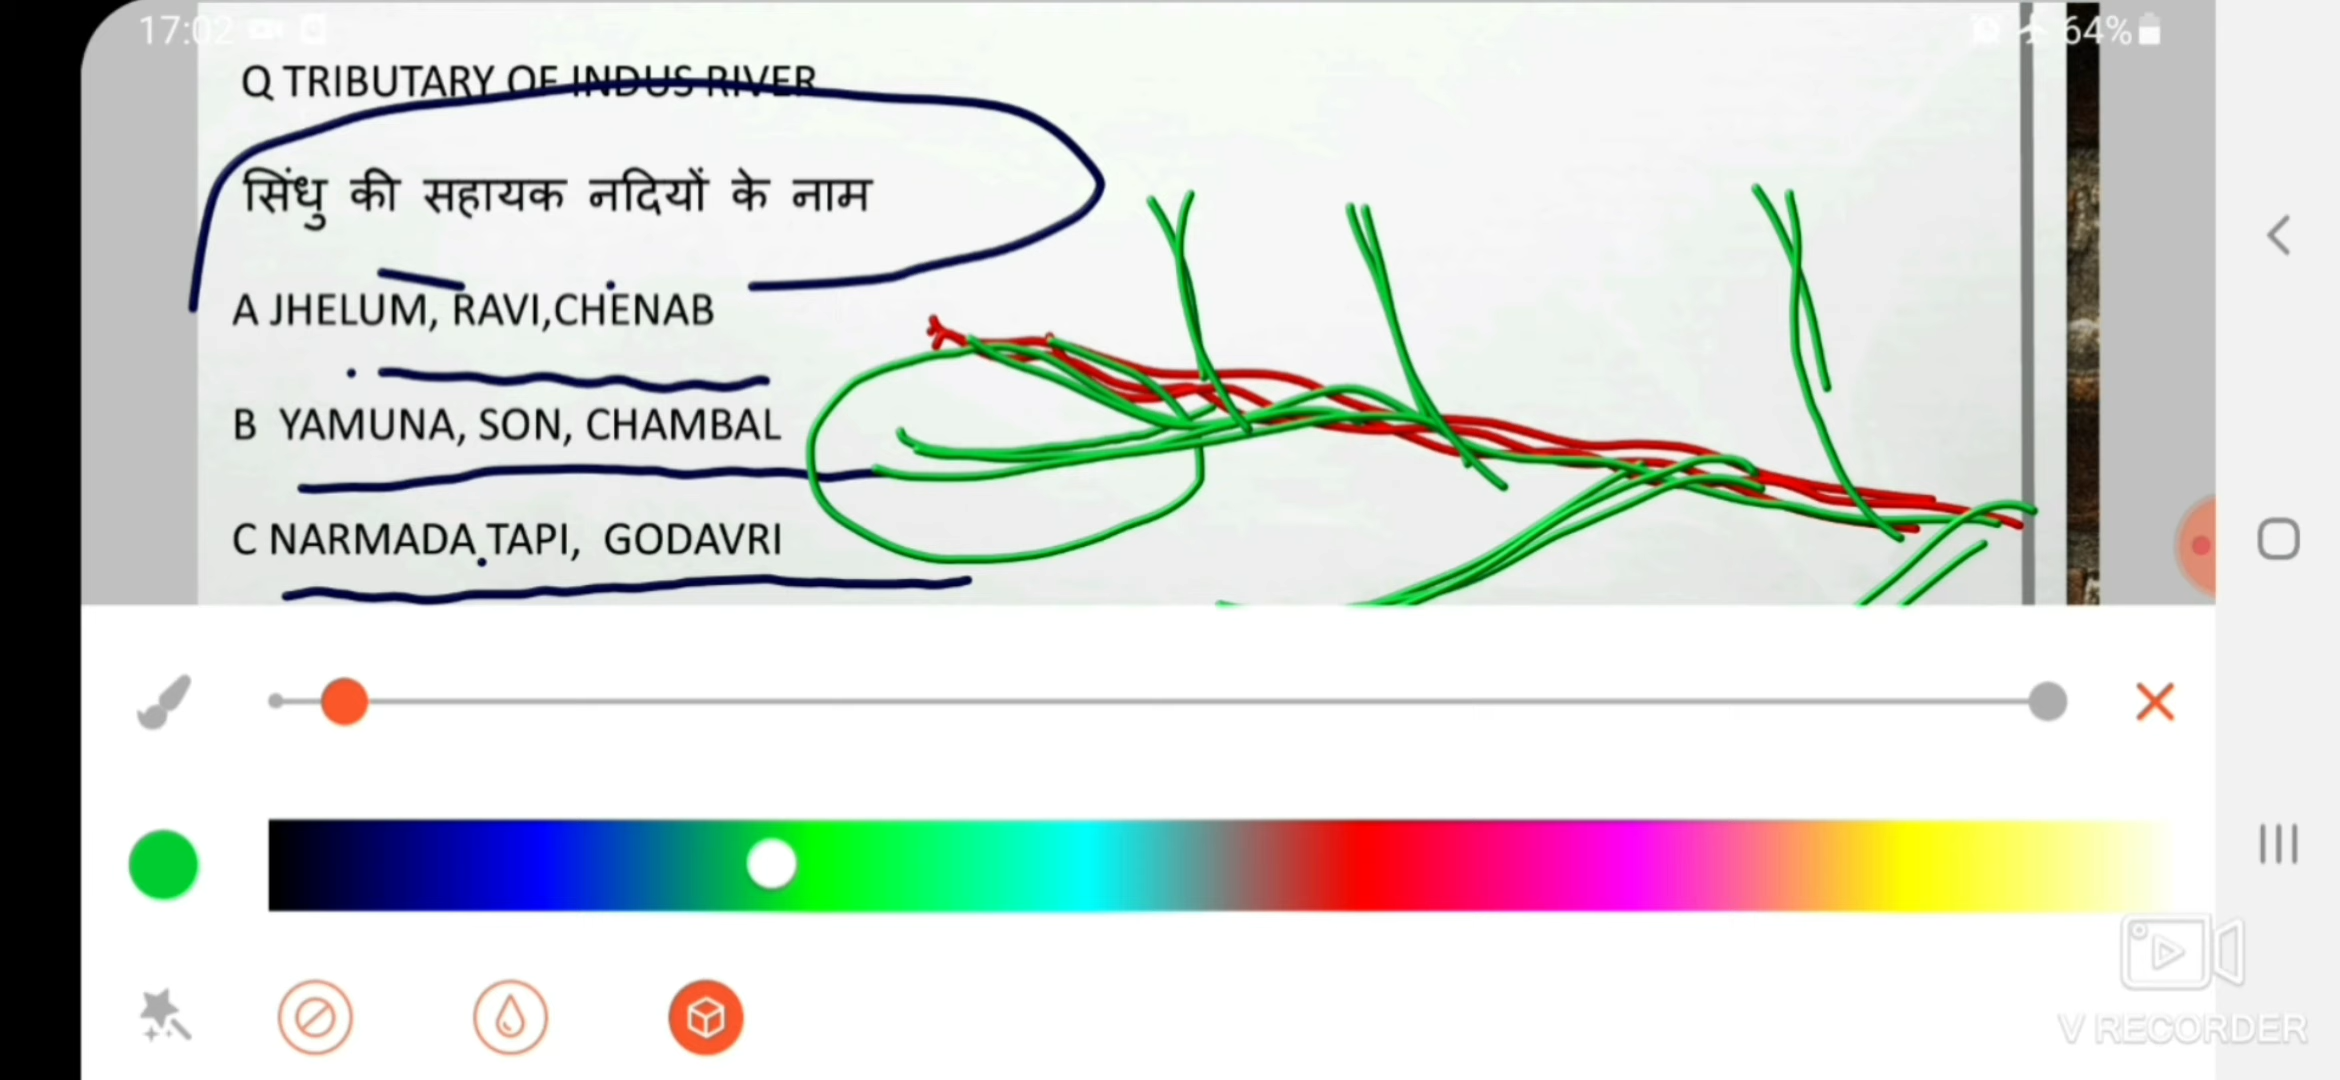 17:02
64%
Q TRIBUTARY OF INDUS RIVER
सिंधु की सहायक नदियों के नाम
A JHELUM, RAVI,CHENAB
B YAMUNA, SON, CHAMBAL
C NARMADA TAPI, GODAVRI
V RECORDER